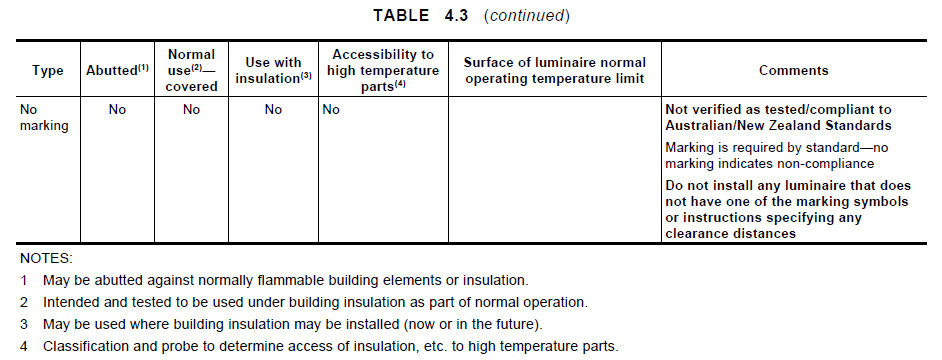 TABLE 4.3 (continued)
Type
Abutted(1)
Normal
use(2)—
covered
Use with
insulation(3)
Accessibility to
high temperature
parts(4)
Surface of luminaire normal
operating temperature limit
Comments
No
marking
No
No
No
No
Not verified as tested/compliant to
Australian/New Zealand Standards
Marking is required by standard—no
marking indicates non-compliance
Do not install any luminaire that does
not have one of the marking symbols
or instructions specifying any
clearance distances
NOTES:
1 May be abutted against normally flammable building elements or insulation.
2 Intended and tested to be used under building insulation as part of normal operation.
3 May be used where building insulation may be installed (now or in the future).
4 Classification and probe to determine access of insulation, etc. to high temperature parts.